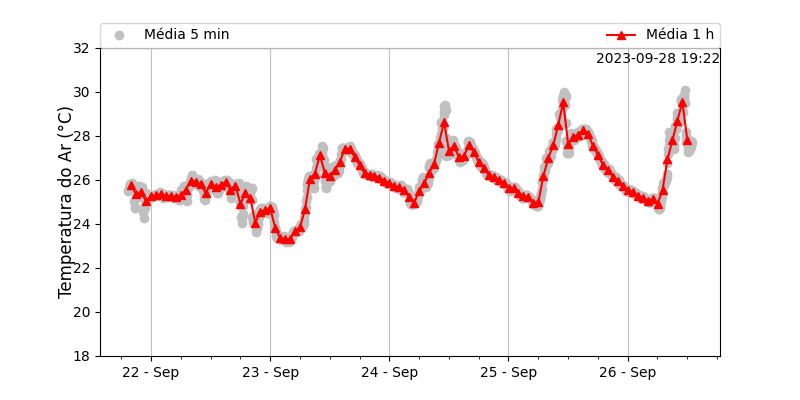 Média 5 min
Média 1 h
2023-09-28 19:22
Temperatura do Ar (°C)
32
30
28
26
24
22
20
18
22 - Sep
23 - Sep
24 - Sep
25 - Sep
26 - Sep